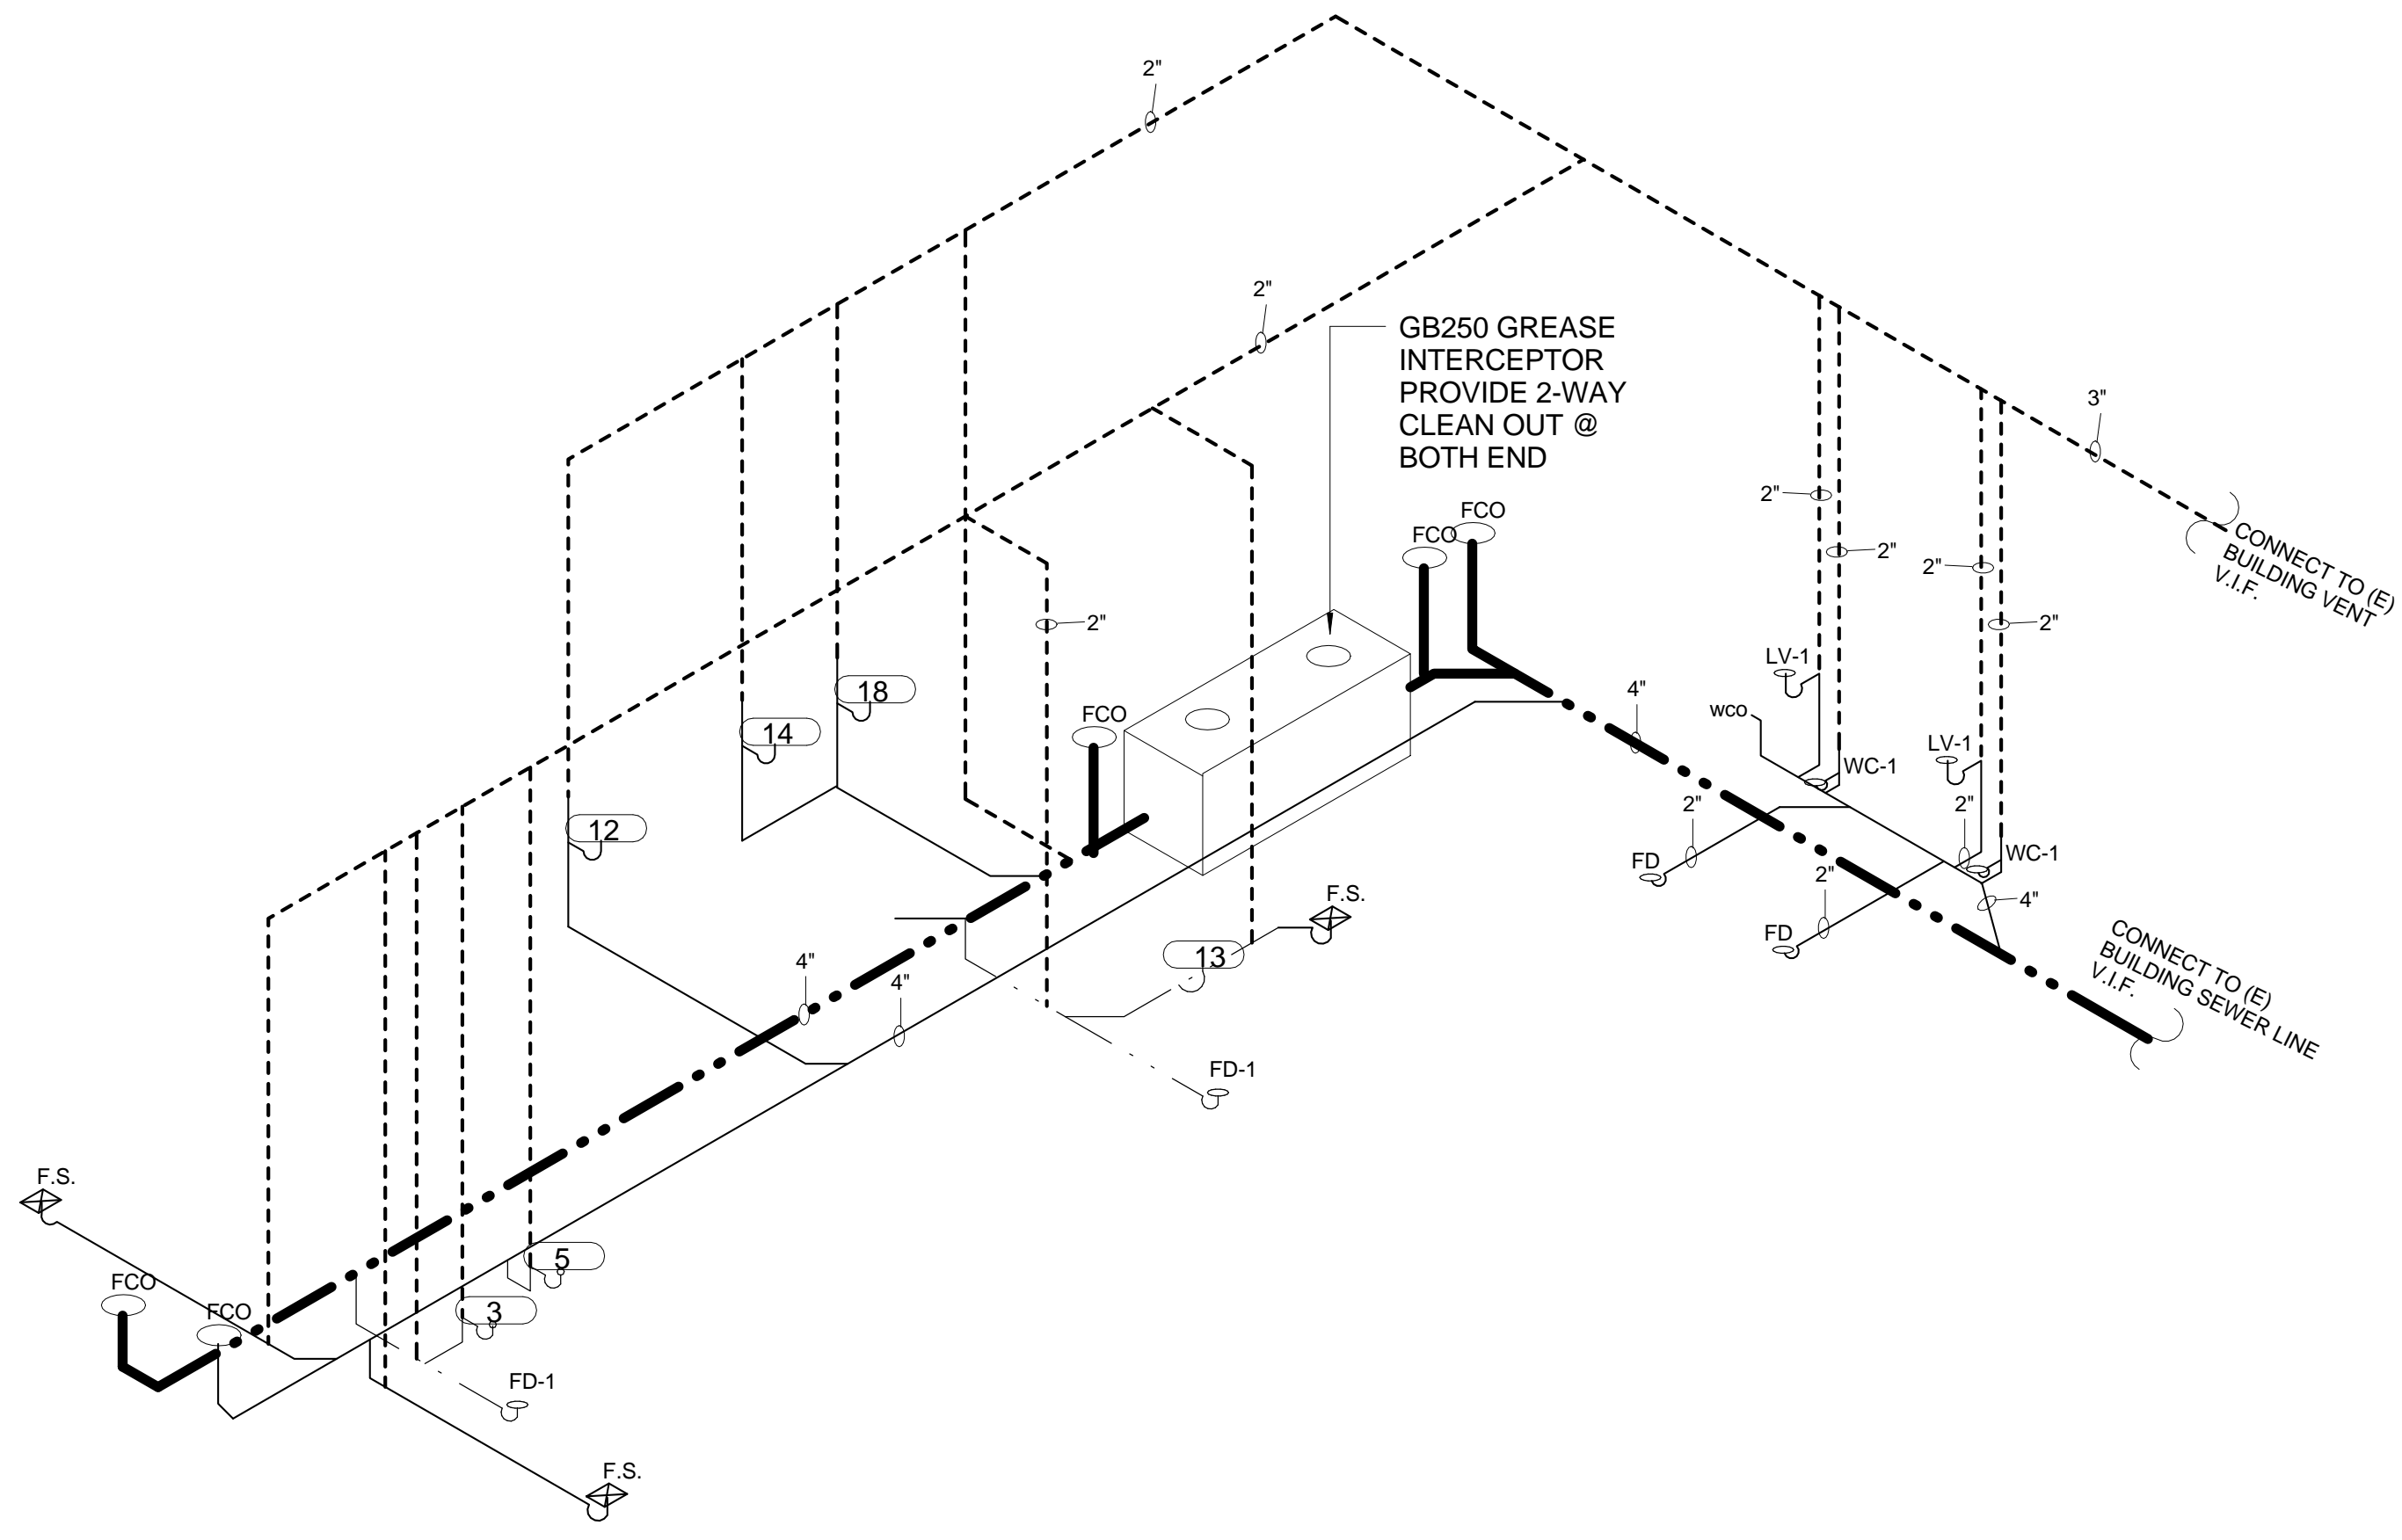 2"
2"
GB250 GREASE
INTERCEPTOR
PROVIDE 2-WAY
CLEAN OUT @
BOTH END
3"
2"
2"
2"
2"
2"
CONNECT TO (E)
BUILDING VENT
V.I.F.
FCO
FCO
FCO
18
14
12
LV-1
4"
wco
WC-1
LV-1
2"
2"
FD
WC-1
2"
4"
FD
F.S.
13
4"
4"
CONNECT TO (E)
BUILDING SEWER LINE
V.I.F.
FD-1
F.S.
5
FCO
FCO
3
FD-1
F.S.